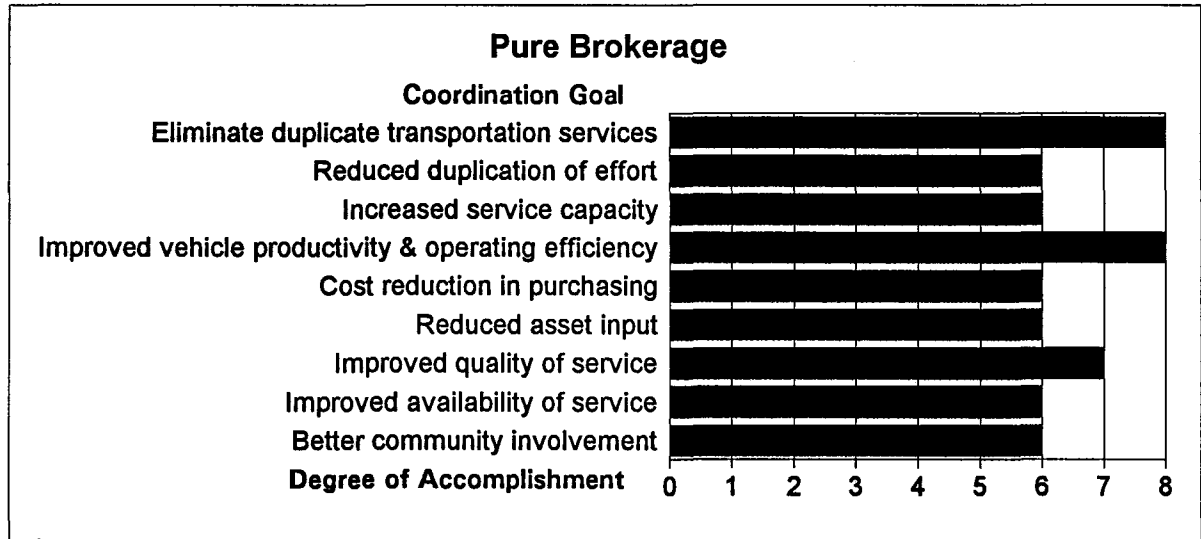 Pure Brokerage
Coordination Goal
Eliminate duplicate transportation services
Reduced duplication of effort
Increased service capacity
Improved vehicle productivity & operating efficiency
Cost reduction in purchasing
Reduced asset input
Improved quality of service
Improved availability of service
Better community involvement
Degree of Accomplishment
0 1 2 3 4 5 6 7 8